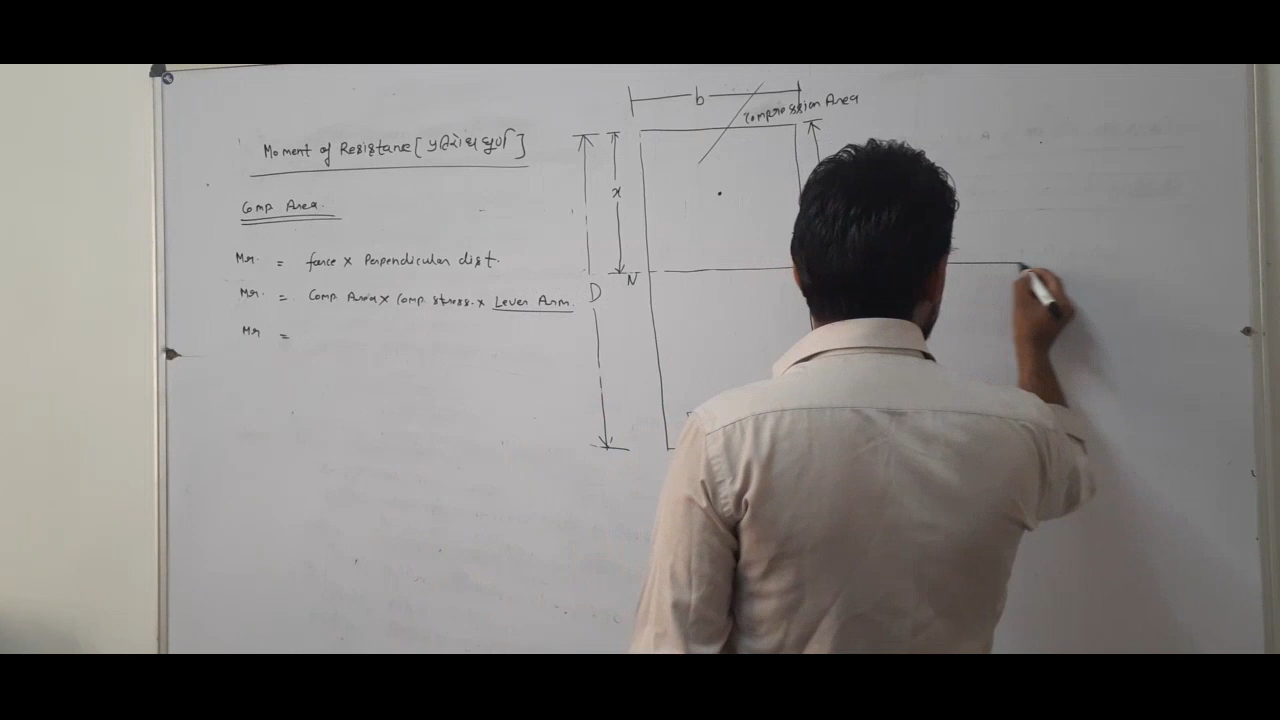 Moment of Resistane [ પ્રતિરોધ ઘૂર્ણ ]
Comp. Area.
Mr. = force x Perpendicular dist.
Mr. = Comp. Area x Comp. stress. x Lever Arm.
Mr =
b
Compression Area
x
N
D